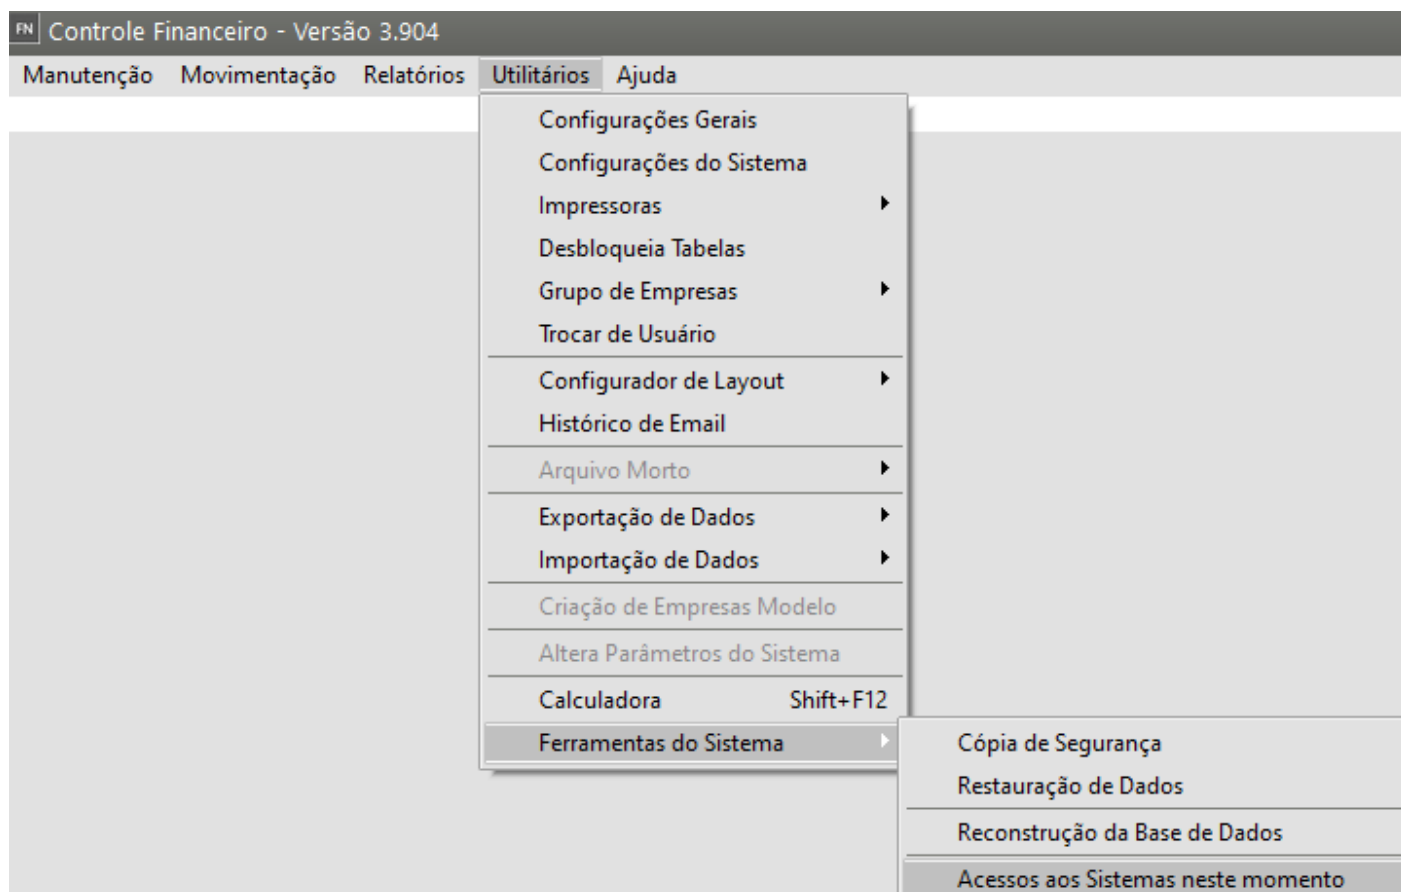 FN Controle Financeiro - Versão 3.904
Manutenção Movimentação Relatórios Utilitários Ajuda
Configurações Gerais
Configurações do Sistema
Impressoras
Desbloqueia Tabelas
Grupo de Empresas
Trocar de Usuário
Configurador de Layout
Histórico de Email
Arquivo Morto
Exportação de Dados
Importação de Dados
Criação de Empresas Modelo
Altera Parâmetros do Sistema
Calculadora Shift+F12
Ferramentas do Sistema
Cópia de Segurança
Restauração de Dados
Reconstrução da Base de Dados
Acessos aos Sistemas neste momento